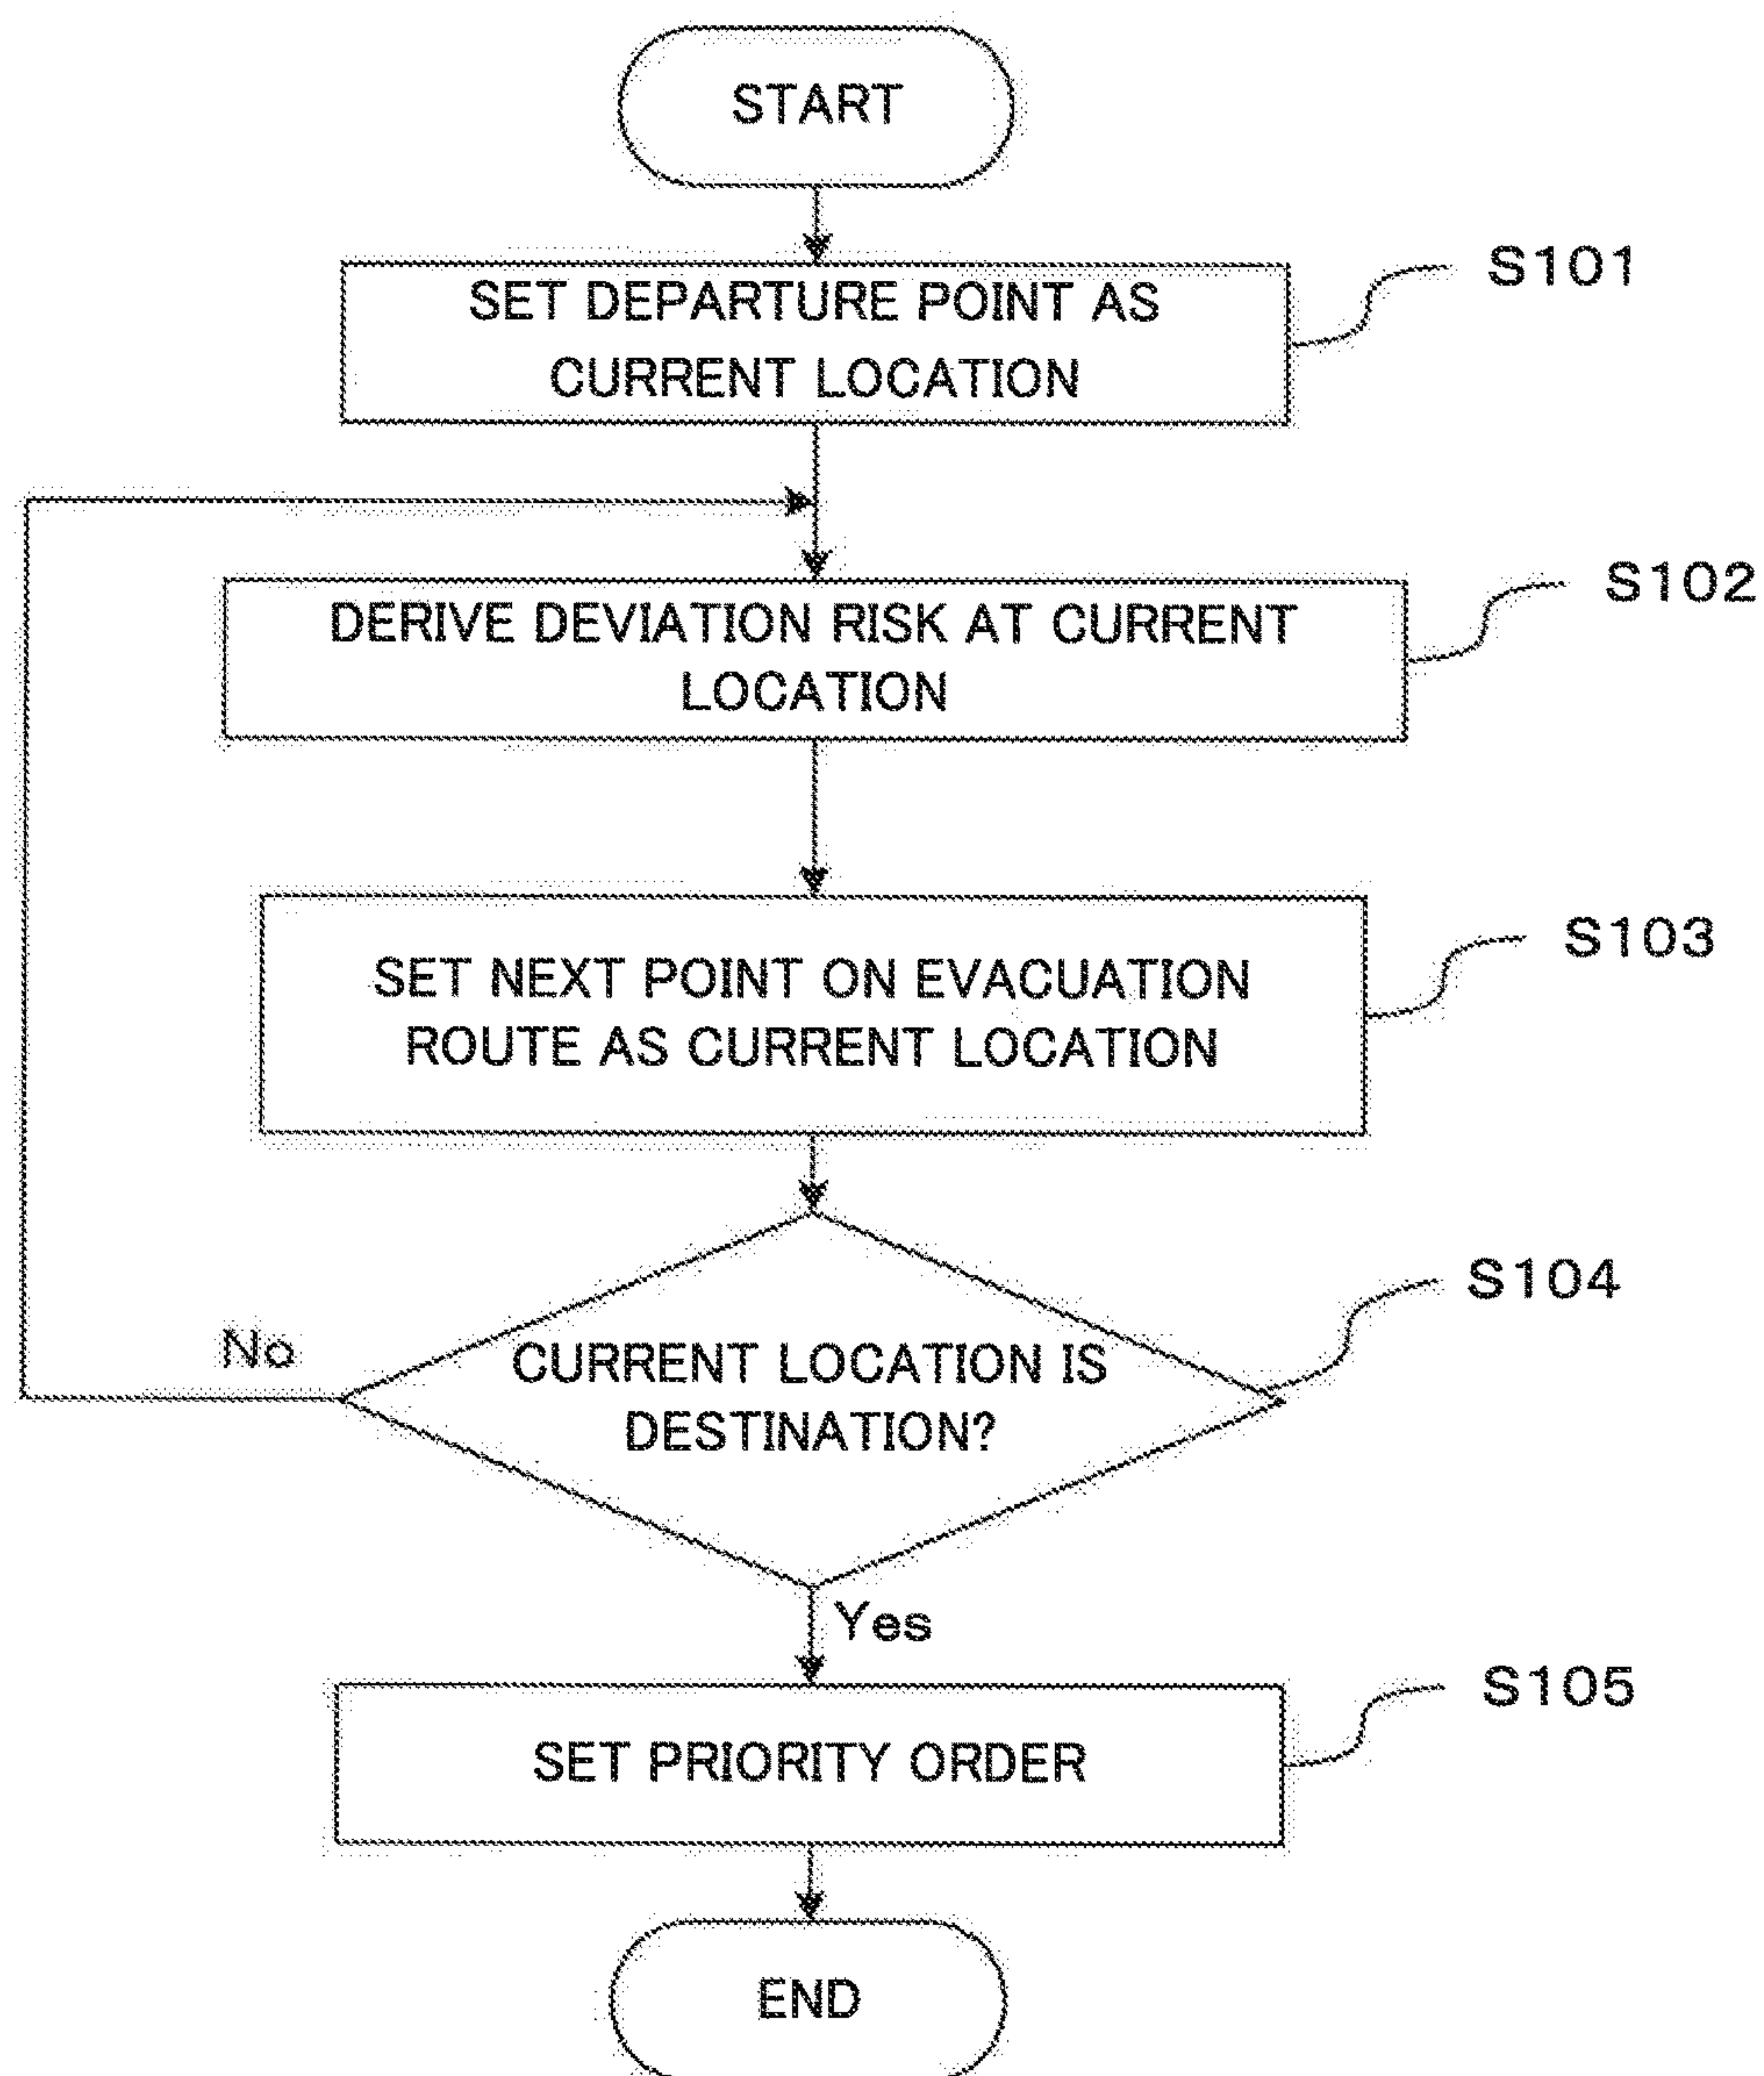 START
SET DEPARTURE POINT AS
CURRENT LOCATION
S101
DERIVE DEVIATION RISK AT CURRENT
LOCATION
S102
SET NEXT POINT ON EVACUATION
ROUTE AS CURRENT LOCATION
S103
CURRENT LOCATION IS
DESTINATION?
S104
No
Yes
SET PRIORITY ORDER
S105
END